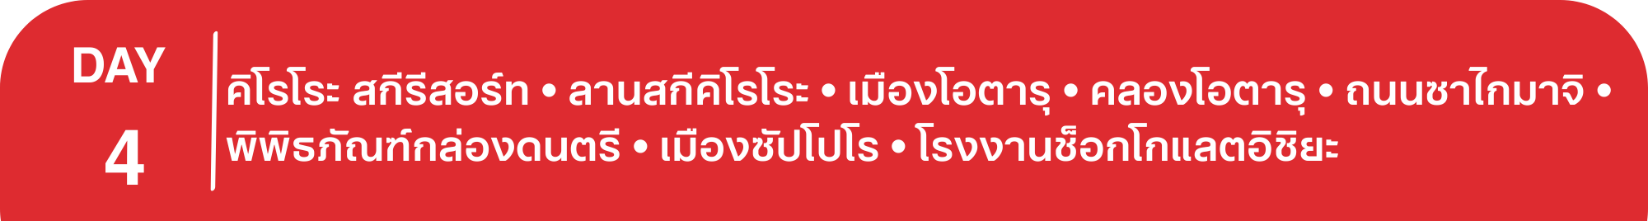 DAY
4
คิโรโระ สกีรีสอร์ท • ลานสกีคิโรโระ • เมืองโอตารุ • คลองโอตารุ • ถนนซาไกมาจิ •
พิพิธภัณฑ์กล่องดนตรี • เมืองซัปโปโร • โรงงานช็อกโกแลตอิชิยะ